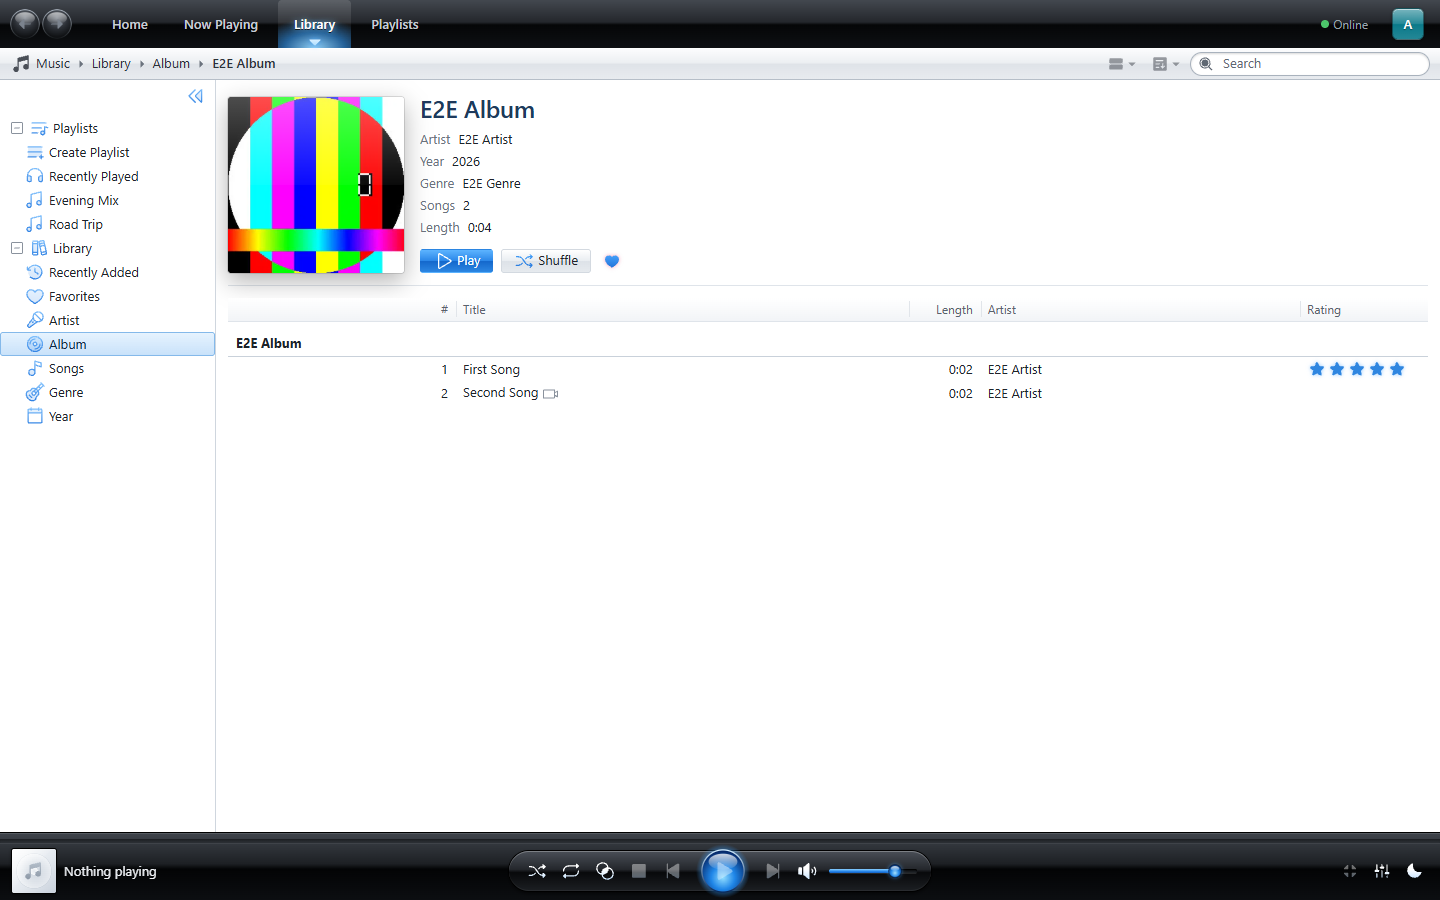 Home
Now Playing
Library
Playlists
Online
A
Music
Library
Album
E2E Album
Search
Playlists
Create Playlist
Recently Played
Evening Mix
Road Trip
Library
Recently Added
Favorites
Artist
Album
Songs
Genre
Year
E2E Album
Artist E2E Artist
Year 2026
Genre E2E Genre
Songs 2
Length 0:04
Play
Shuffle
# Title Length Artist Rating
E2E Album
1 First Song 0:02 E2E Artist
2 Second Song 0:02 E2E Artist
Nothing playing